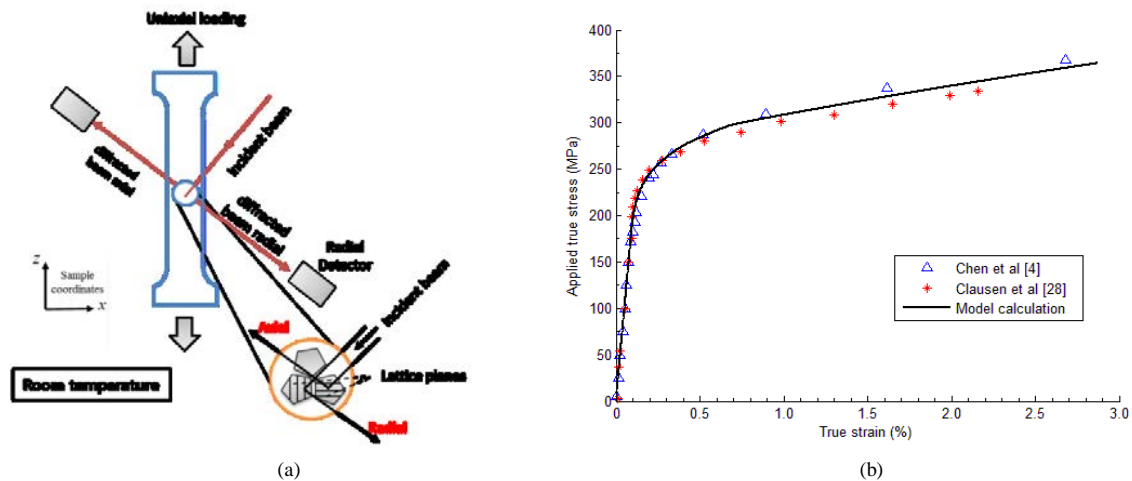 Uniaxial loading
Incident beam
diffracted
beam axial
diffracted
beam radial
Radial
Detector
z
Sample
coordinates
x
Incident beam
Axial
Lattice planes
Room temperature
Radial
(a)
400
350
300
250
200
150
100
50
0
Applied true stress (MPa)
Chen et al [4]
Clausen et al [28]
Model calculation
0 0.5 1.0 1.5 2.0 2.5 3.0
True strain (%)
(b)